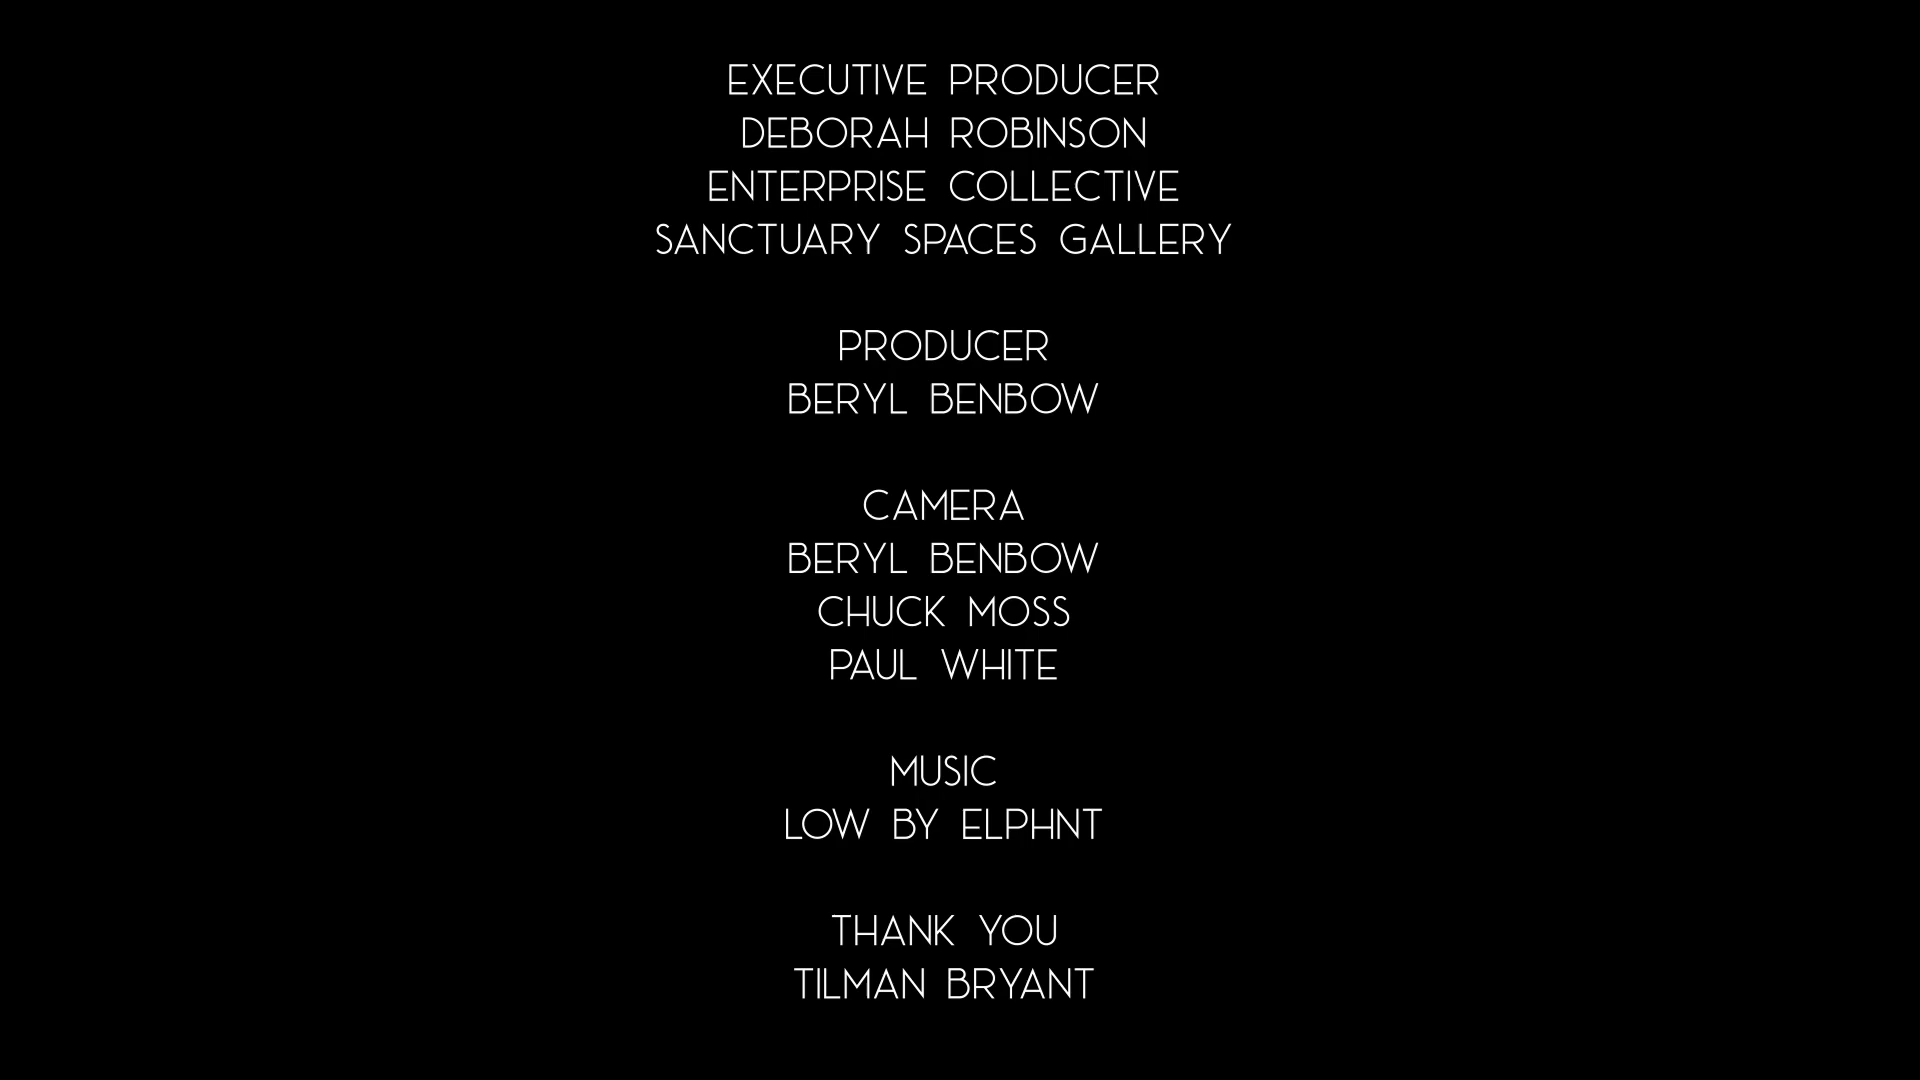 EXECUTIVE PRODUCER
DEBORAH ROBINSON
ENTERPRISE COLLECTIVE
SANCTUARY SPACES GALLERY
PRODUCER
BERYL BENBOW
CAMERA
BERYL BENBOW
CHUCK MOSS
PAUL WHITE
MUSIC
LOW BY ELPHNT
THANK YOU
TILMAN BRYANT